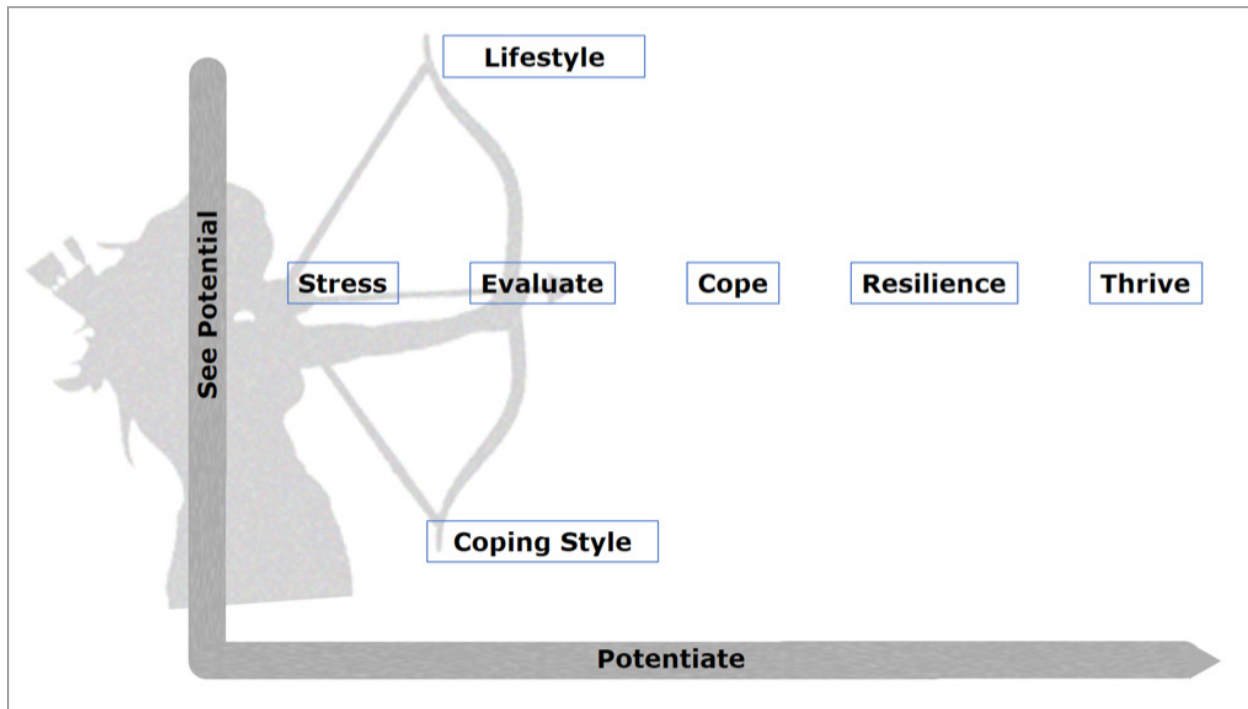 Lifestyle
See Potential
Stress Evaluate Cope Resilience Thrive
Coping Style
Potentiate